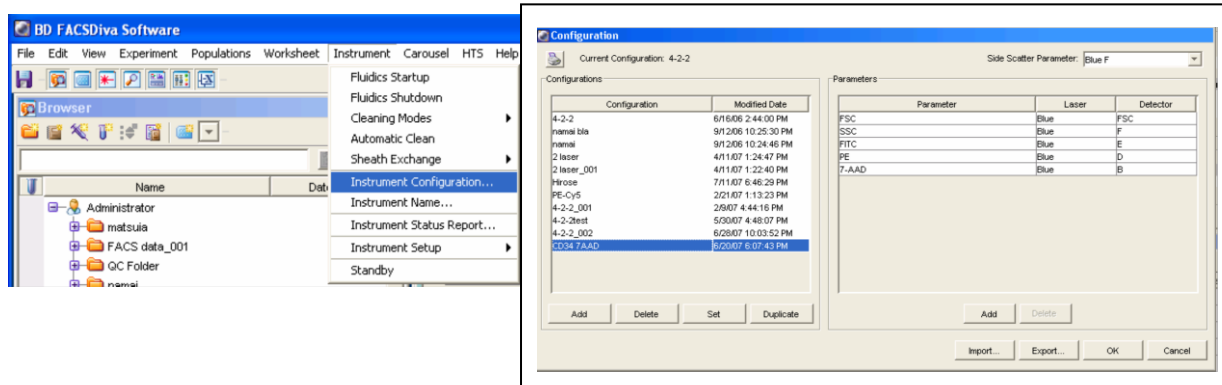 BD FACSDiva Software
File Edit View Experiment Populations Worksheet Instrument Carousel HTS Help
Fluidics Startup
Fluidics Shutdown
Cleaning Modes
Automatic Clean
Sheath Exchange
Instrument Configuration...
Instrument Name...
Instrument Status Report...
Instrument Setup
Standby
Browser
Name Dat
Administrator
matsuia
FACS data_001
QC Folder
namai
Configuration
Current Configuration: 4-2-2 Side Scatter Parameter: Blue F
Configurations Parameters
Configuration Modified Date Parameter Laser Detector
4-2-2 6/16/06 2:44:00 PM FSC Blue FSC
namai bla 9/12/06 10:25:30 PM SSC Blue F
namai 9/12/06 10:24:46 PM FITC Blue E
2 laser 4/11/07 1:24:47 PM PE Blue D
2 laser_001 4/11/07 1:22:40 PM 7-AAD Blue B
Hirose 7/11/07 6:46:29 PM
PE-Cy5 2/21/07 1:13:23 PM
4-2-2_001 2/9/07 4:44:16 PM
4-2-2test 5/30/07 4:48:07 PM
4-2-2_002 6/28/07 10:03:52 PM
CD34 7AAD 6/20/07 6:07:43 PM
Add Delete Set Duplicate Add Delete
Import... Export... OK Cancel